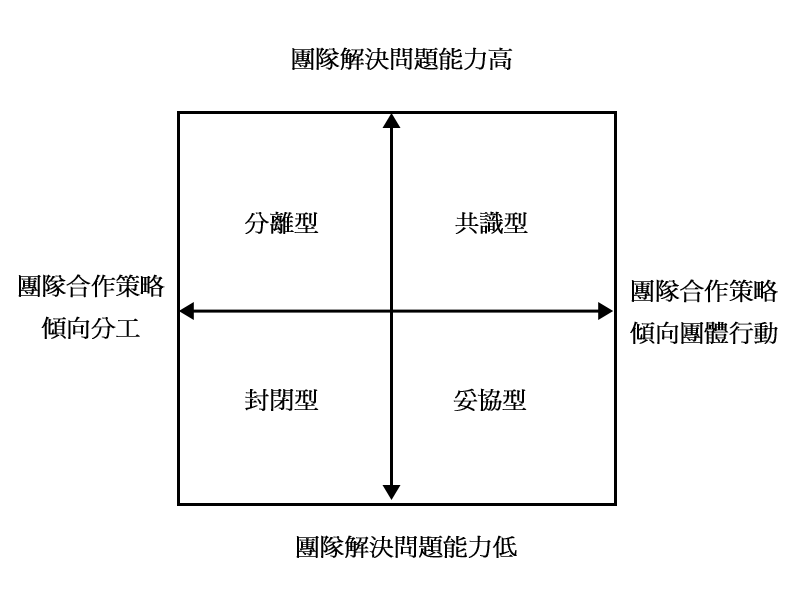 團隊解決問題能力高
分離型
共識型
團隊合作策略
傾向分工
團隊合作策略
傾向團體行動
封閉型
妥協型
團隊解決問題能力低